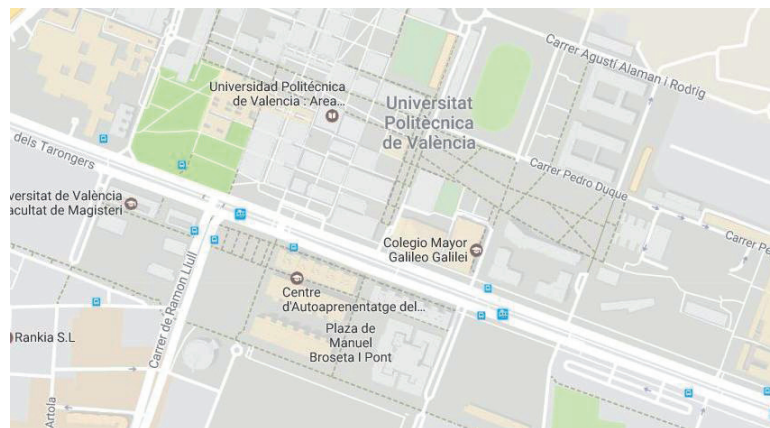 Carrer Agustí Alaman i Rodrig
Universidad Politécnica
de Valencia : Area...
Universitat
Politècnica
de València
dels Tarongers
Carrer Pedro Duque
versitat de València
acultat de Magisteri
Carrer Pe
Colegio Mayor
Galileo Galilei
Carrer de Ramon Llull
Centre
d'Autoaprenentatge del...
Plaza de
Manuel
Broseta I Pont
Rankia S.L
Artola